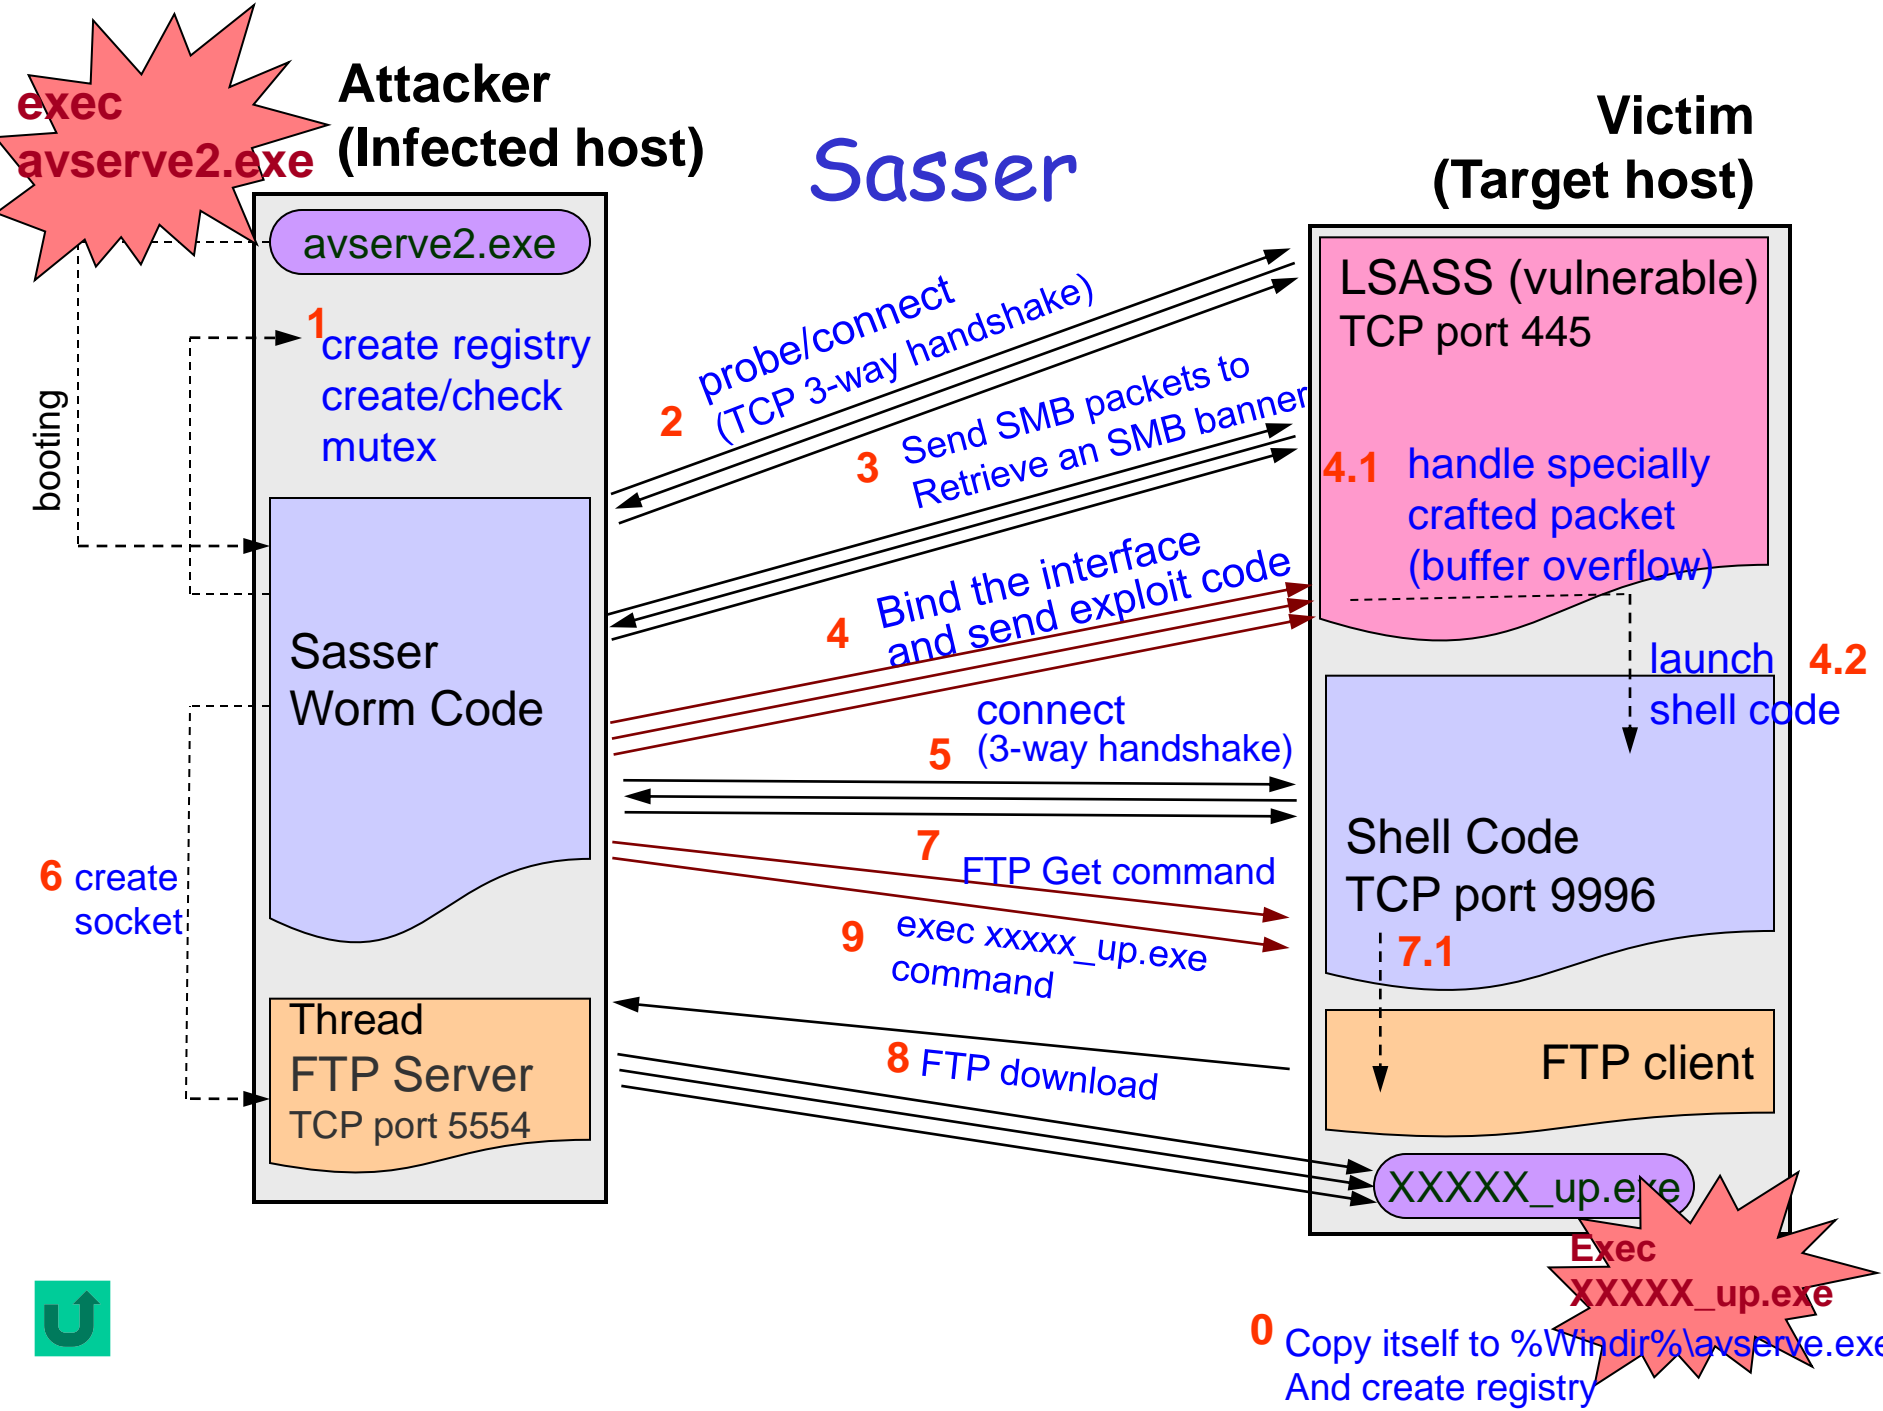 exec
avserve2.exe
Attacker
(Infected host)
Sasser
Victim
(Target host)
avserve2.exe
1
create registry
create/check
mutex
booting
Sasser
Worm Code
6 create
socket
Thread
FTP Server
TCP port 5554
2
probe/connect
(TCP 3-way handshake)
3
Send SMB packets to
Retrieve an SMB banner
4
Bind the interface
and send exploit code
5
connect
(3-way handshake)
7
FTP Get command
9
exec xxxxx_up.exe
command
8 FTP download
LSASS (vulnerable)
TCP port 445
4.1 handle specially
crafted packet
(buffer overflow)
launch 4.2
shell code
Shell Code
TCP port 9996
7.1
FTP client
XXXXX_up.exe
Exec
XXXXX_up.exe
0 Copy itself to %Windir%\avserve.exe
And create registry